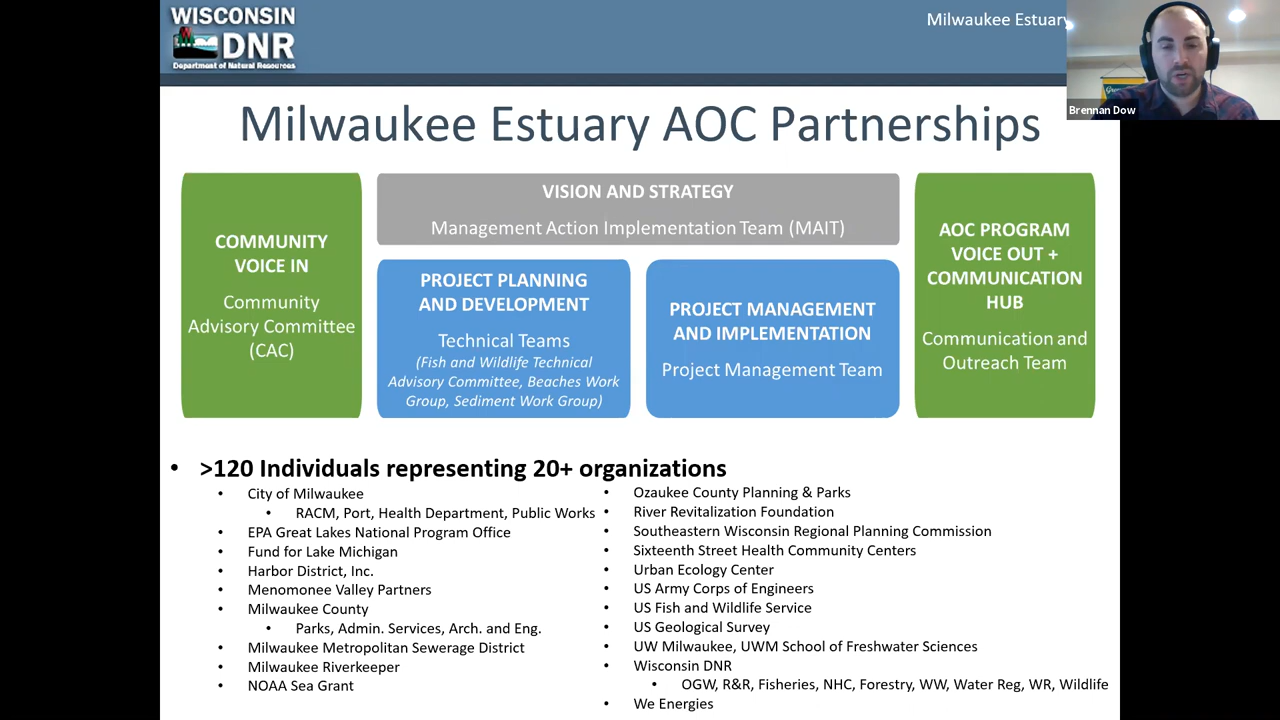 WISCONSIN
DNR
Department of Natural Resources
Milwaukee Estuary
Brennan Dow
Milwaukee Estuary AOC Partnerships
COMMUNITY
VOICE IN
Community
Advisory Committee
(CAC)
VISION AND STRATEGY
Management Action Implementation Team (MAIT)
PROJECT PLANNING
AND DEVELOPMENT
Technical Teams
(Fish and Wildlife Technical
Advisory Committee, Beaches Work
Group, Sediment Work Group)
PROJECT MANAGEMENT
AND IMPLEMENTATION
Project Management Team
AOC PROGRAM
VOICE OUT +
COMMUNICATION
HUB
Communication and
Outreach Team
• >120 Individuals representing 20+ organizations
• City of Milwaukee
• RACM, Port, Health Department, Public Works
• EPA Great Lakes National Program Office
• Fund for Lake Michigan
• Harbor District, Inc.
• Menomonee Valley Partners
• Milwaukee County
• Parks, Admin. Services, Arch. and Eng.
• Milwaukee Metropolitan Sewerage District
• Milwaukee Riverkeeper
• NOAA Sea Grant
• Ozaukee County Planning & Parks
• River Revitalization Foundation
• Southeastern Wisconsin Regional Planning Commission
• Sixteenth Street Health Community Centers
• Urban Ecology Center
• US Army Corps of Engineers
• US Fish and Wildlife Service
• US Geological Survey
• UW Milwaukee, UWM School of Freshwater Sciences
• Wisconsin DNR
• OGW, R&R, Fisheries, NHC, Forestry, WW, Water Reg, WR, Wildlife
• We Energies